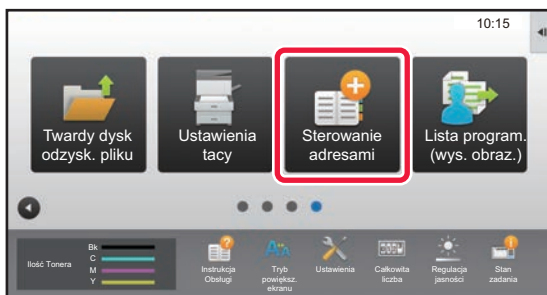 10:15
Twardy dysk
odzysk. pliku
Ustawienia
tacy
Sterowanie
adresami
Lista program.
(wys. obraz.)
Ilość Tonera
Bk
C
M
Y
Instrukcja
Obsługi
Tryb
powiększ.
ekranu
Ustawienia
Całkowita
liczba
Regulacja
jasności
Stan
zadania